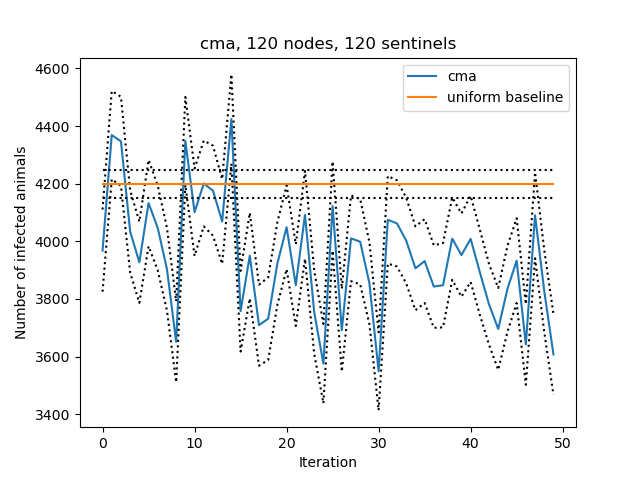 cma, 120 nodes, 120 sentinels
cma
uniform baseline
4600
4400
4200
4000
3800
3600
3400
Number of infected animals
0 10 20 30 40 50
Iteration